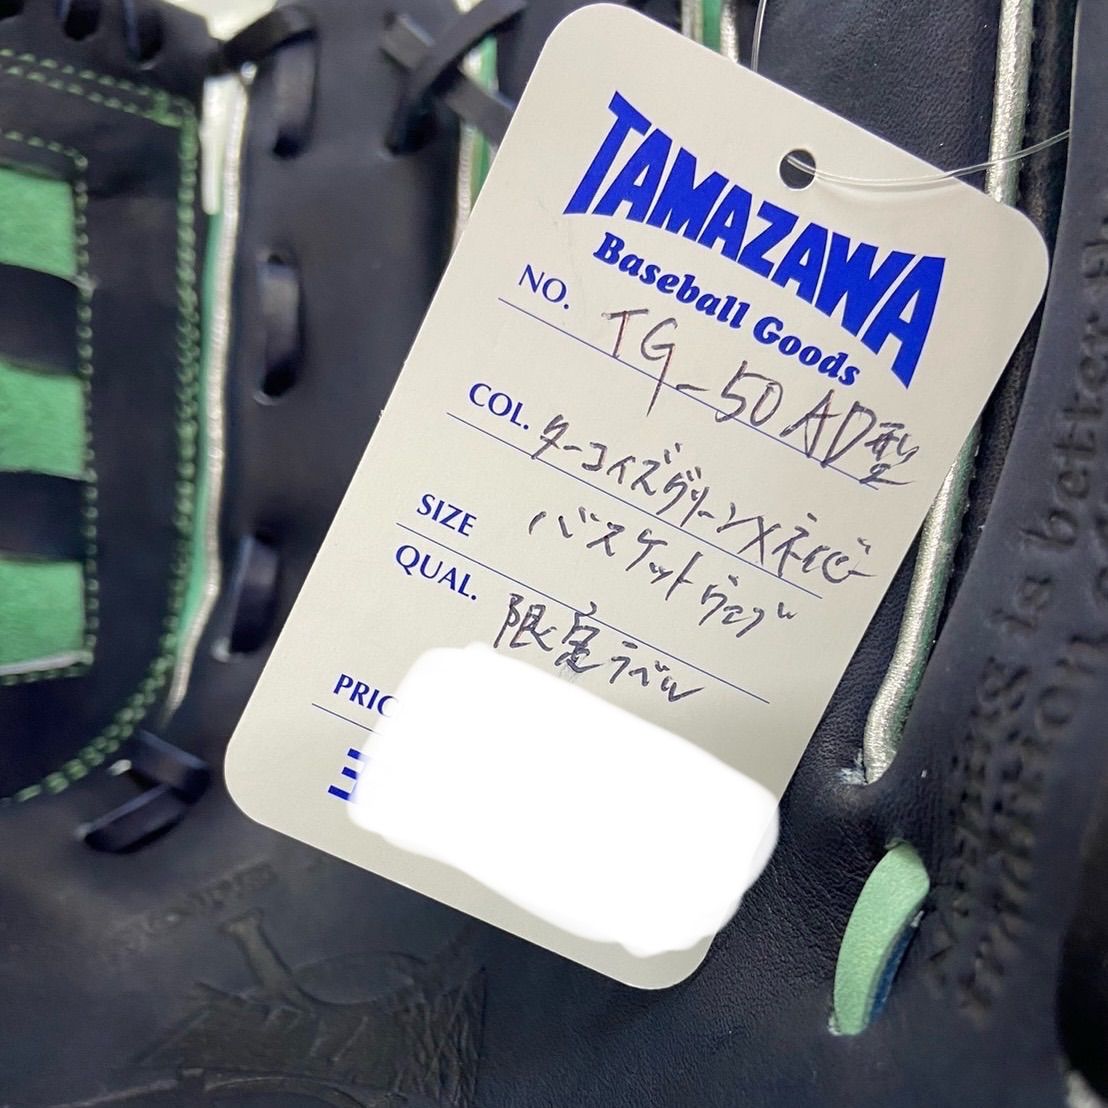 TAMAZAWA
Baseball Goods
NO. TG-50AD型
COL. ターコイズグリーン×ネイビー
SIZE バスケットウェブ
QUAL. 限定ラベル
PRIC
is better